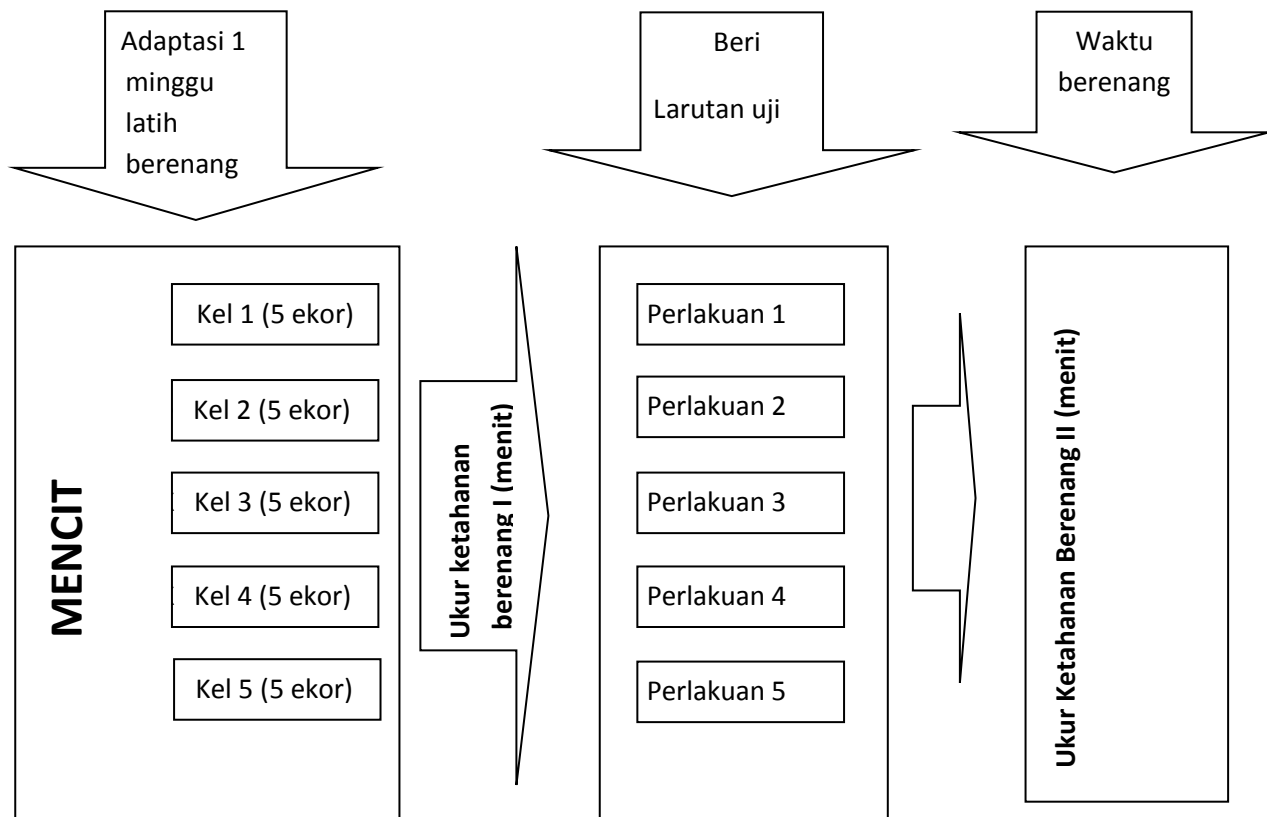 Adaptasi 1
minggu
latih
berenang
Beri
Larutan uji
Waktu
berenang
MENCIT
Kel 1 (5 ekor)
Kel 2 (5 ekor)
Kel 3 (5 ekor)
Kel 4 (5 ekor)
Kel 5 (5 ekor)
Ukur ketahanan
berenang I (menit)
Perlakuan 1
Perlakuan 2
Perlakuan 3
Perlakuan 4
Perlakuan 5
Ukur Ketahanan Berenang II (menit)